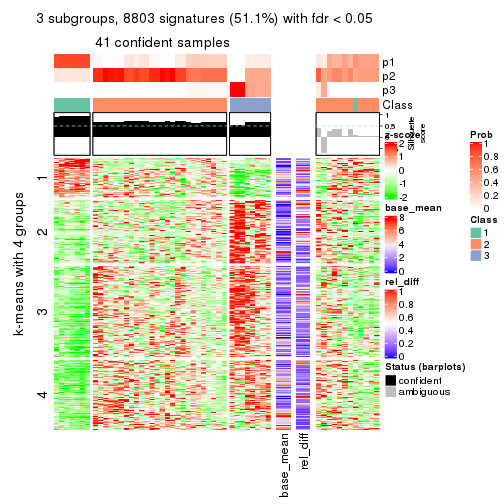 3 subgroups, 8803 signatures (51.1%) with fdr < 0.05
41 confident samples
p1
p2
p3
Class
1
0.5
0
Silhouette
score
k-means with 4 groups
1
2
3
4
base_mean
rel_diff
z-score
2
1
0
-1
-2
base_mean
8
6
4
2
0
rel_diff
1
0.8
0.6
0.4
0.2
0
Status (barplots)
confident
ambiguous
Prob
1
0.8
0.6
0.4
0.2
0
Class
1
2
3